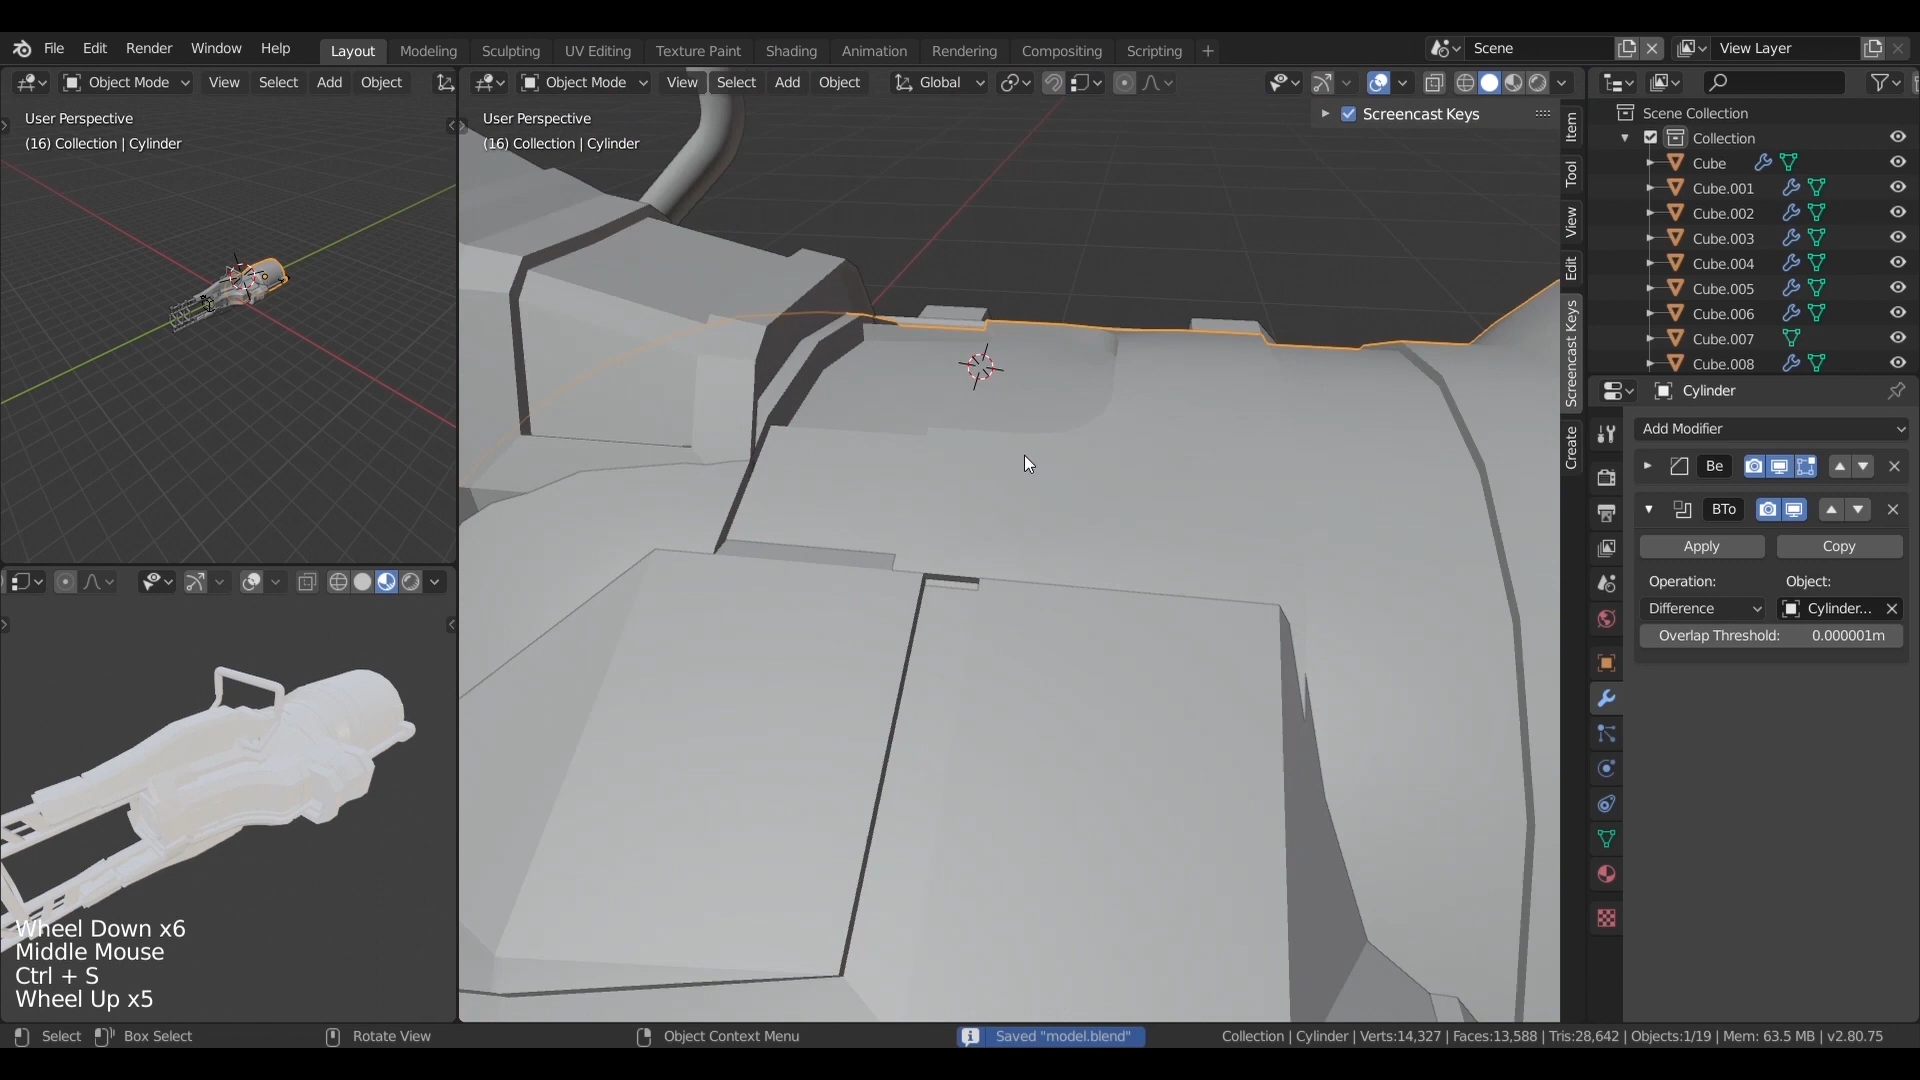 File Edit Render Window Help Layout Modeling Sculpting UV Editing Texture Paint Shading Animation Rendering Compositing Scripting + Scene View Layer
Object Mode View Select Add Object Object Mode View Select Add Object Global
User Perspective
(16) Collection | Cylinder
User Perspective
(16) Collection | Cylinder
Screencast Keys
Item
Tool
View
Edit
Screencast Keys
Create
Scene Collection
Collection
Cube
Cube.001
Cube.002
Cube.003
Cube.004
Cube.005
Cube.006
Cube.007
Cube.008
Cylinder
Add Modifier
Be
BTo
Apply Copy
Operation: Object:
Difference Cylinder...
Overlap Threshold: 0.000001m
Wheel Down x6
Middle Mouse
Ctrl + S
Wheel Up x5
Select Box Select Rotate View Object Context Menu Saved "model.blend" Collection | Cylinder | Verts:14,327 | Faces:13,588 | Tris:28,642 | Objects:1/19 | Mem: 63.5 MB | v2.80.75